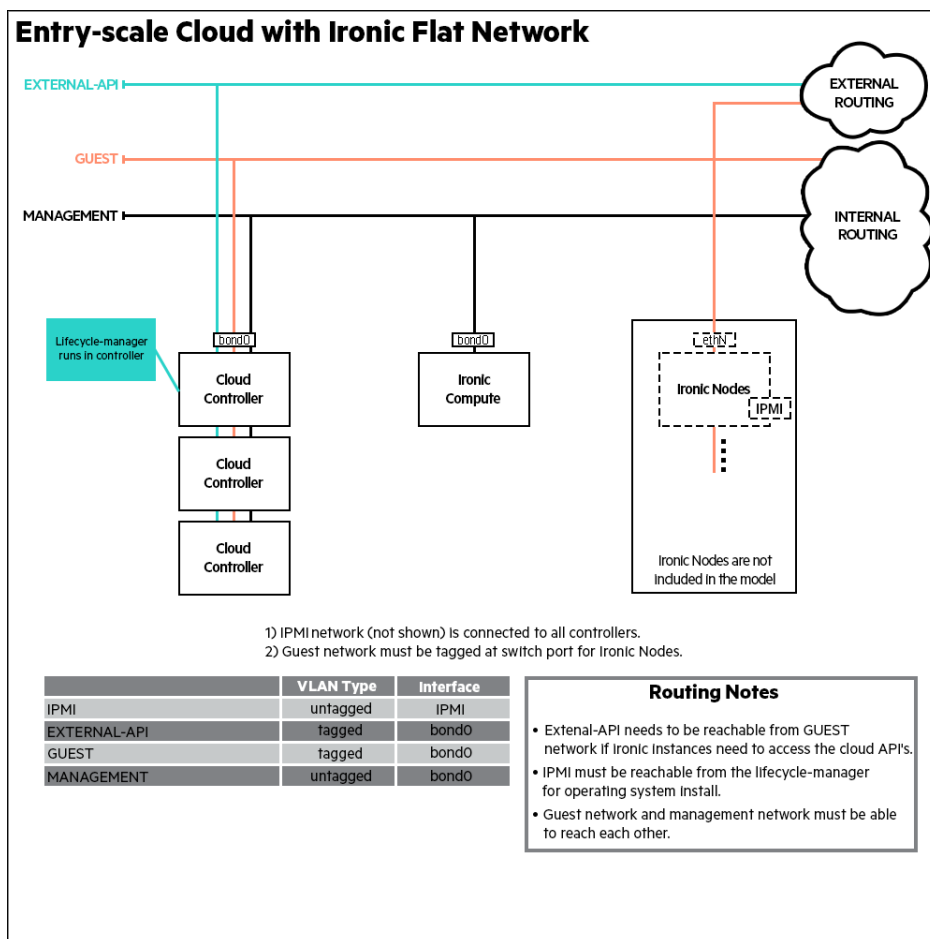 Entry-scale Cloud with Ironic Flat Network
EXTERNAL-API
EXTERNAL
ROUTING
GUEST
MANAGEMENT
INTERNAL
ROUTING
Lifecycle-manager
runs in controller
bond0
bond0
ethN
Cloud
Controller
Ironic
Compute
Ironic Nodes
IPMI
Cloud
Controller
Cloud
Controller
Ironic Nodes are not
included in the model
1) IPMI network (not shown) is connected to all controllers.
2) Guest network must be tagged at switch port for Ironic Nodes.
VLAN Type Interface
IPMI untagged IPMI
EXTERNAL-API tagged bond0
GUEST tagged bond0
MANAGEMENT untagged bond0
Routing Notes
• Extenal-API needs to be reachable from GUEST
network if ironic instances need to access the cloud API's.
• IPMI must be reachable from the lifecycle-manager
for operating system install.
• Guest network and management network must be able
to reach each other.